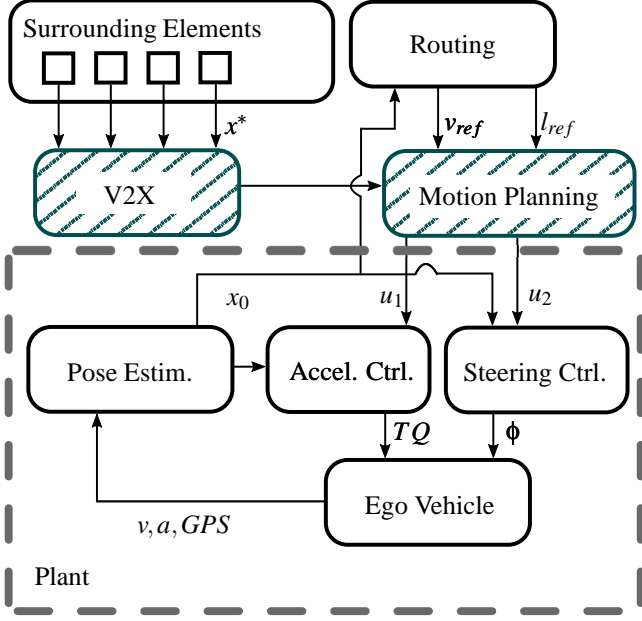 Surrounding Elements
Routing
x*
v_ref
l_ref
V2X
Motion Planning
x_0
u_1
u_2
Pose Estim.
Accel. Ctrl.
Steering Ctrl.
TQ
ϕ
Ego Vehicle
v, a, GPS
Plant